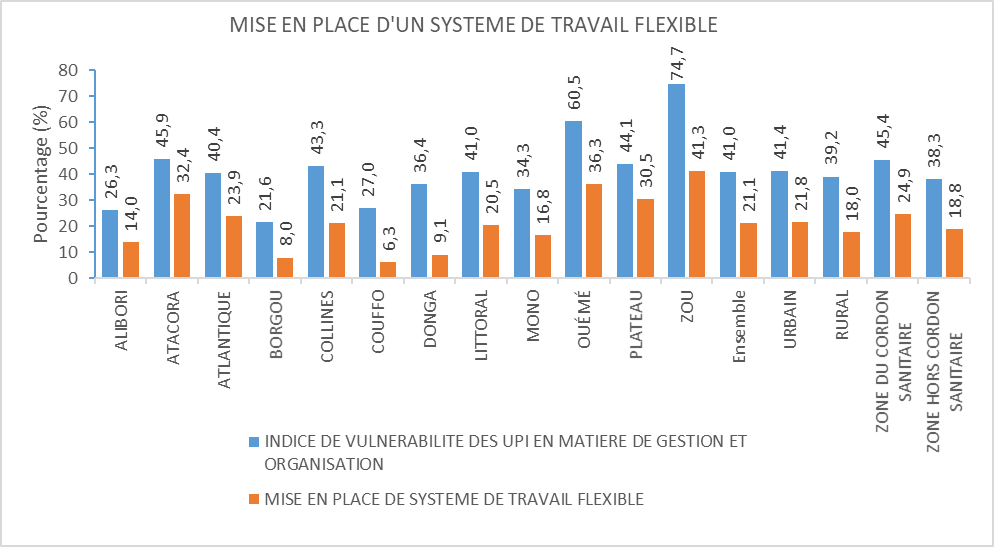 MISE EN PLACE D'UN SYSTEME DE TRAVAIL FLEXIBLE
Pourcentage (%)
80
70
60
50
40
30
20
10
0
26,3
14,0
45,9
32,4
40,4
23,9
21,6
8,0
43,3
21,1
27,0
6,3
36,4
9,1
41,0
20,5
34,3
16,8
60,5
36,3
44,1
30,5
74,7
41,3
41,0
21,1
41,4
21,8
39,2
18,0
45,4
24,9
38,3
18,8
ALIBORI
ATACORA
ATLANTIQUE
BORGOU
COLLINES
COUFFO
DONGA
LITTORAL
MONO
OUÉMÉ
PLATEAU
ZOU
Ensemble
URBAIN
RURAL
ZONE DU CORDON
SANITAIRE
ZONE HORS CORDON
SANITAIRE
INDICE DE VULNERABILITE DES UPI EN MATIERE DE GESTION ET
ORGANISATION
MISE EN PLACE DE SYSTEME DE TRAVAIL FLEXIBLE